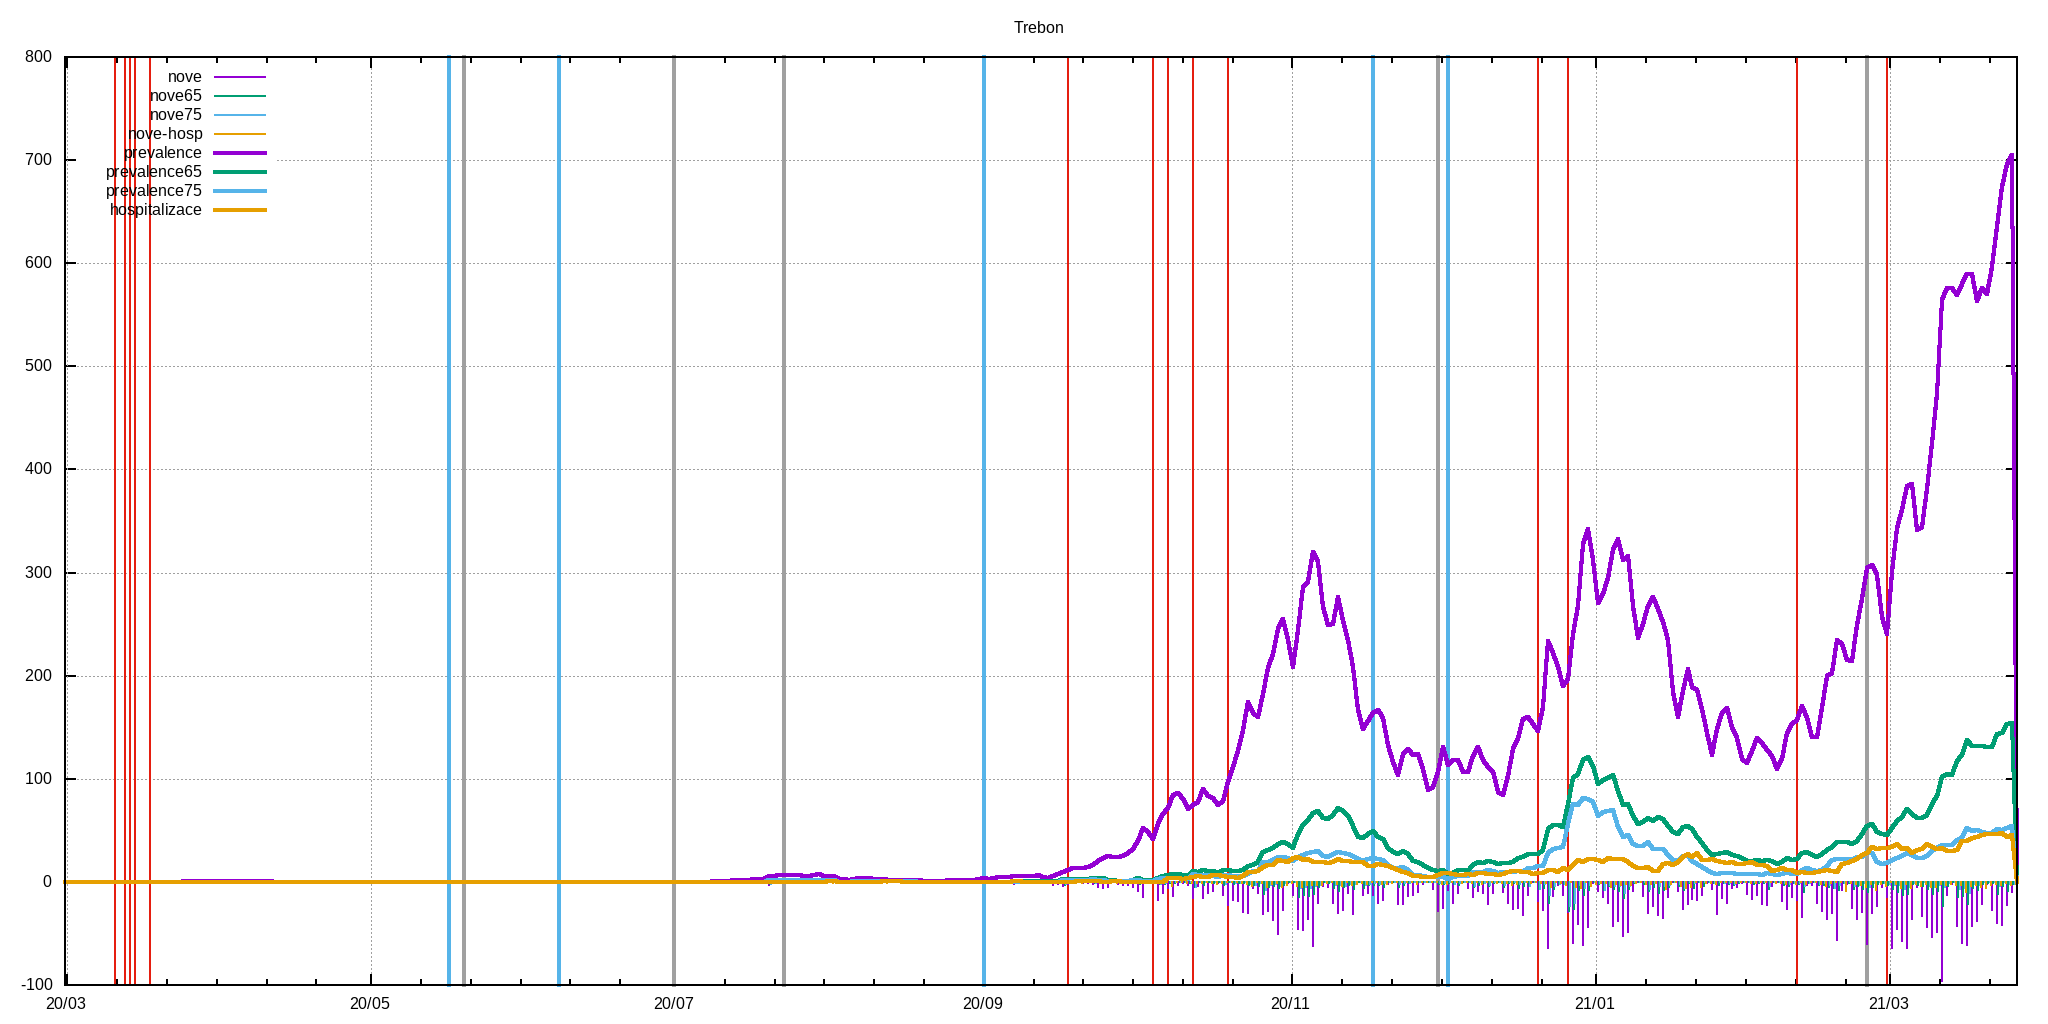 Trebon
800
700
600
500
400
300
200
100
0
-100
nove
nove65
nove75
nove-hosp
prevalence
prevalence65
prevalence75
hospitalizace
20/03 20/05 20/07 20/09 20/11 21/01 21/03